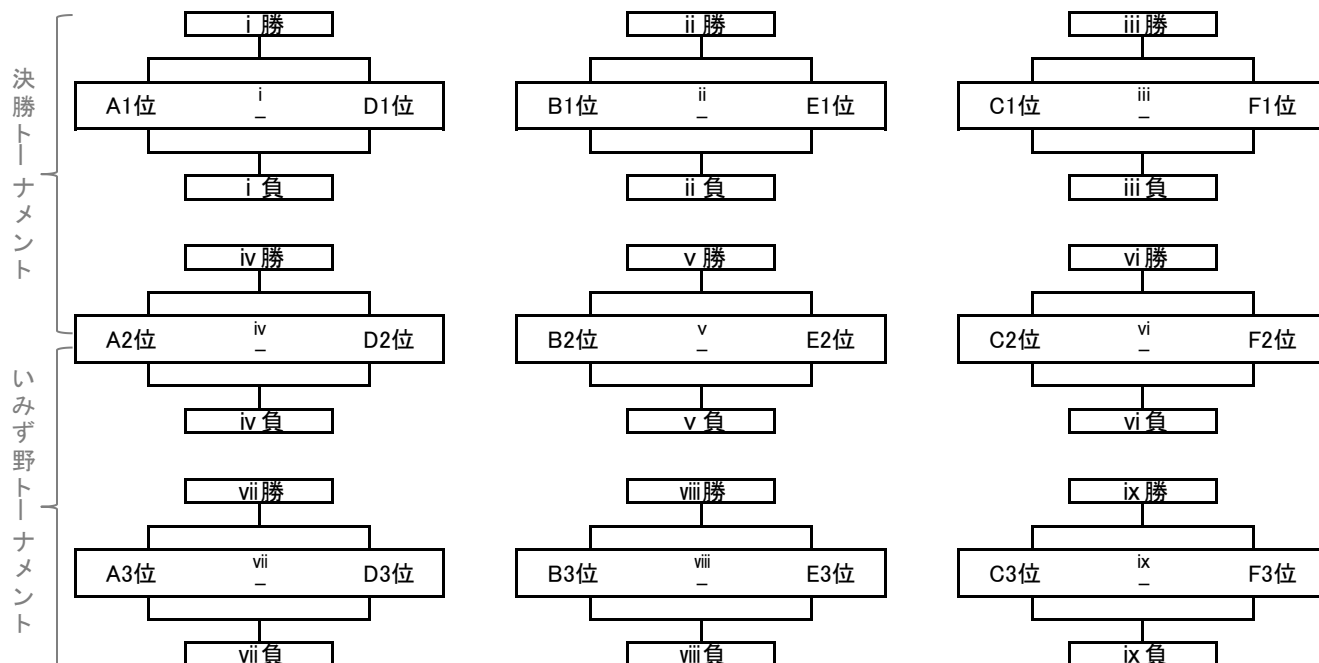 決勝トーナメント
ⅰ 勝 ⅱ 勝 ⅲ 勝
A1位 ⅰ － D1位 B1位 ⅱ － E1位 C1位 ⅲ － F1位
ⅰ 負 ⅱ 負 ⅲ 負
ⅳ 勝 ⅴ 勝 ⅵ 勝
A2位 ⅳ － D2位 B2位 ⅴ － E2位 C2位 ⅵ － F2位
ⅳ 負 ⅴ 負 ⅵ 負
いみず野トーナメント
ⅶ 勝 ⅷ 勝 ⅸ 勝
A3位 ⅶ － D3位 B3位 ⅷ － E3位 C3位 ⅸ － F3位
ⅶ 負 ⅷ 負 ⅸ 負